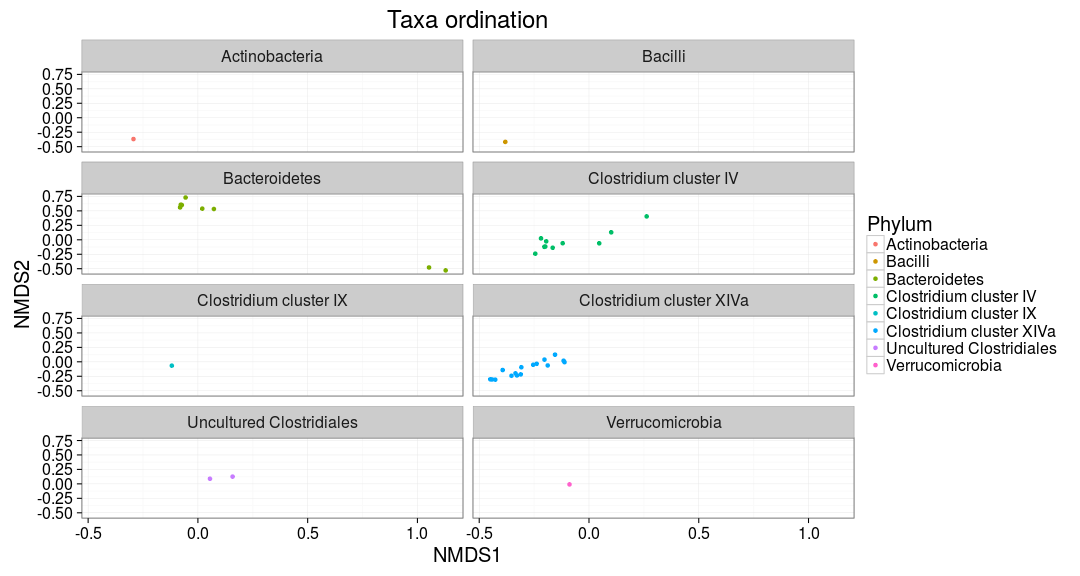 Taxa ordination
Actinobacteria Bacilli
0.75
0.50
0.25
0.00
-0.25
-0.50
Bacteroidetes Clostridium cluster IV
0.75
0.50
0.25
0.00
-0.25
-0.50
Clostridium cluster IX Clostridium cluster XIVa
0.75
0.50
0.25
0.00
-0.25
-0.50
Uncultured Clostridiales Verrucomicrobia
0.75
0.50
0.25
0.00
-0.25
-0.50
-0.5 0.0 0.5 1.0 -0.5 0.0 0.5 1.0
NMDS1
NMDS2
Phylum
Actinobacteria
Bacilli
Bacteroidetes
Clostridium cluster IV
Clostridium cluster IX
Clostridium cluster XIVa
Uncultured Clostridiales
Verrucomicrobia